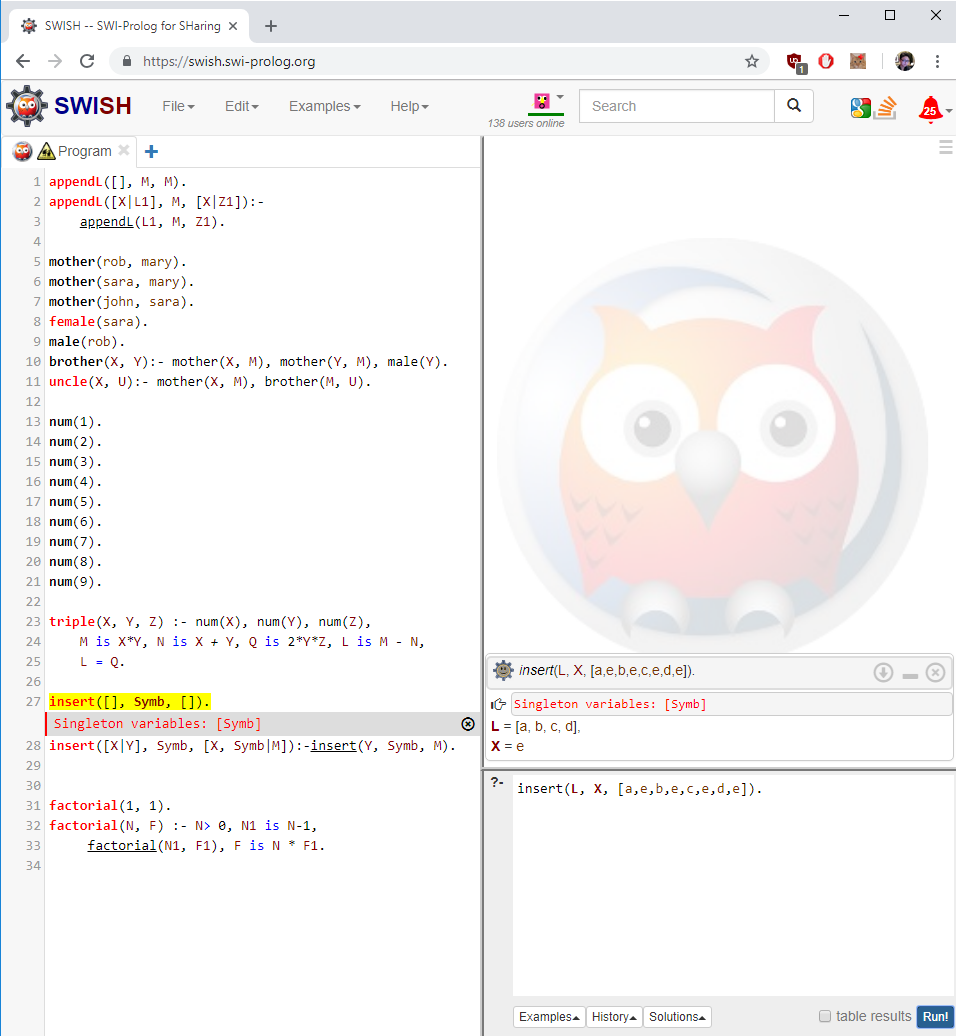 SWISH -- SWI-Prolog for SHaring
https://swish.swi-prolog.org
1
SWISH File Edit Examples Help
138 users online
Search
25
Program
1 appendL([], M, M).
2 appendL([X|L1], M, [X|Z1]):-
3 appendL(L1, M, Z1).
4
5 mother(rob, mary).
6 mother(sara, mary).
7 mother(john, sara).
8 female(sara).
9 male(rob).
10 brother(X, Y):- mother(X, M), mother(Y, M), male(Y).
11 uncle(X, U):- mother(X, M), brother(M, U).
12
13 num(1).
14 num(2).
15 num(3).
16 num(4).
17 num(5).
18 num(6).
19 num(7).
20 num(8).
21 num(9).
22
23 triple(X, Y, Z) :- num(X), num(Y), num(Z),
24 M is X*Y, N is X + Y, Q is 2*Y*Z, L is M - N,
25 L = Q.
26
27 insert([], Symb, []).
Singleton variables: [Symb]
28 insert([X|Y], Symb, [X, Symb|M]):-insert(Y, Symb, M).
29
30
31 factorial(1, 1).
32 factorial(N, F) :- N> 0, N1 is N-1,
33 factorial(N1, F1), F is N * F1.
34
insert(L, X, [a,e,b,e,c,e,d,e]).
Singleton variables: [Symb]
L = [a, b, c, d],
X = e
?- insert(L, X, [a,e,b,e,c,e,d,e]).
Examples History Solutions table results Run!